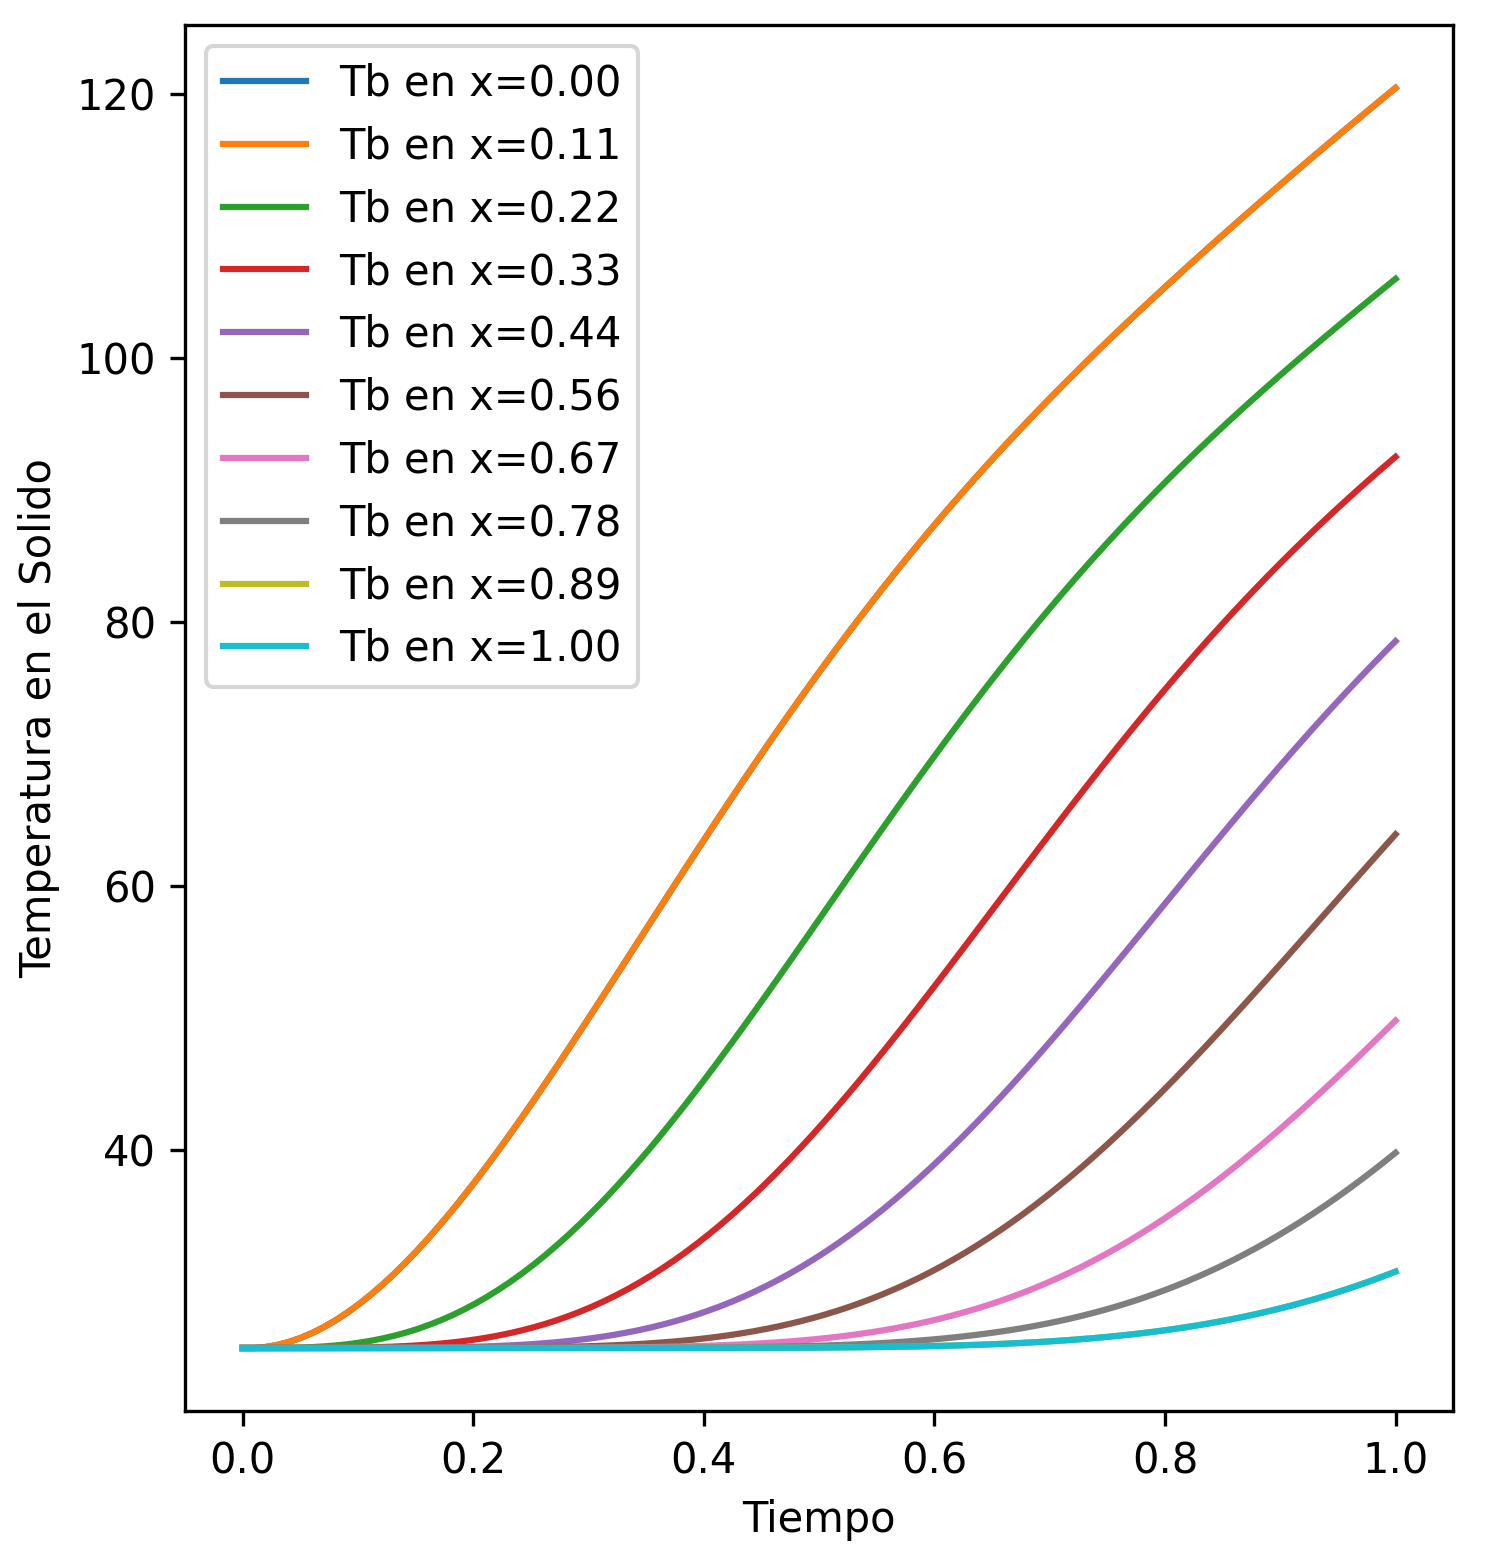 Tb en x=0.00
Tb en x=0.11
Tb en x=0.22
Tb en x=0.33
Tb en x=0.44
Tb en x=0.56
Tb en x=0.67
Tb en x=0.78
Tb en x=0.89
Tb en x=1.00
120
100
80
60
40
Temperatura en el Solido
0.0 0.2 0.4 0.6 0.8 1.0
Tiempo